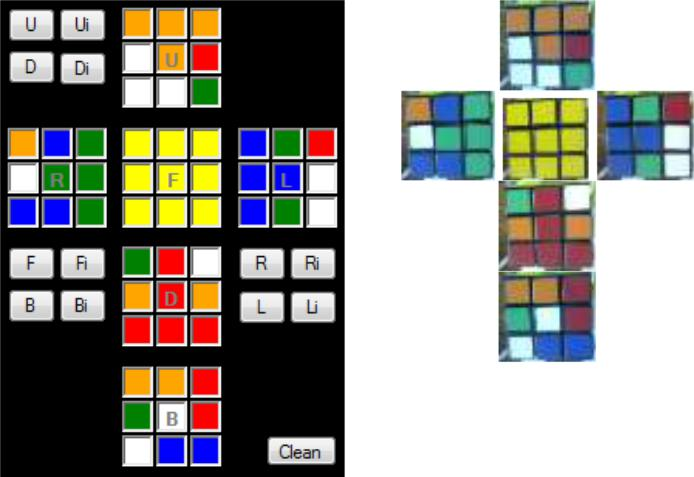 U Ui
D Di
U
R F L
F Fi
B Bi
D
R Ri
L Li
B
Clean